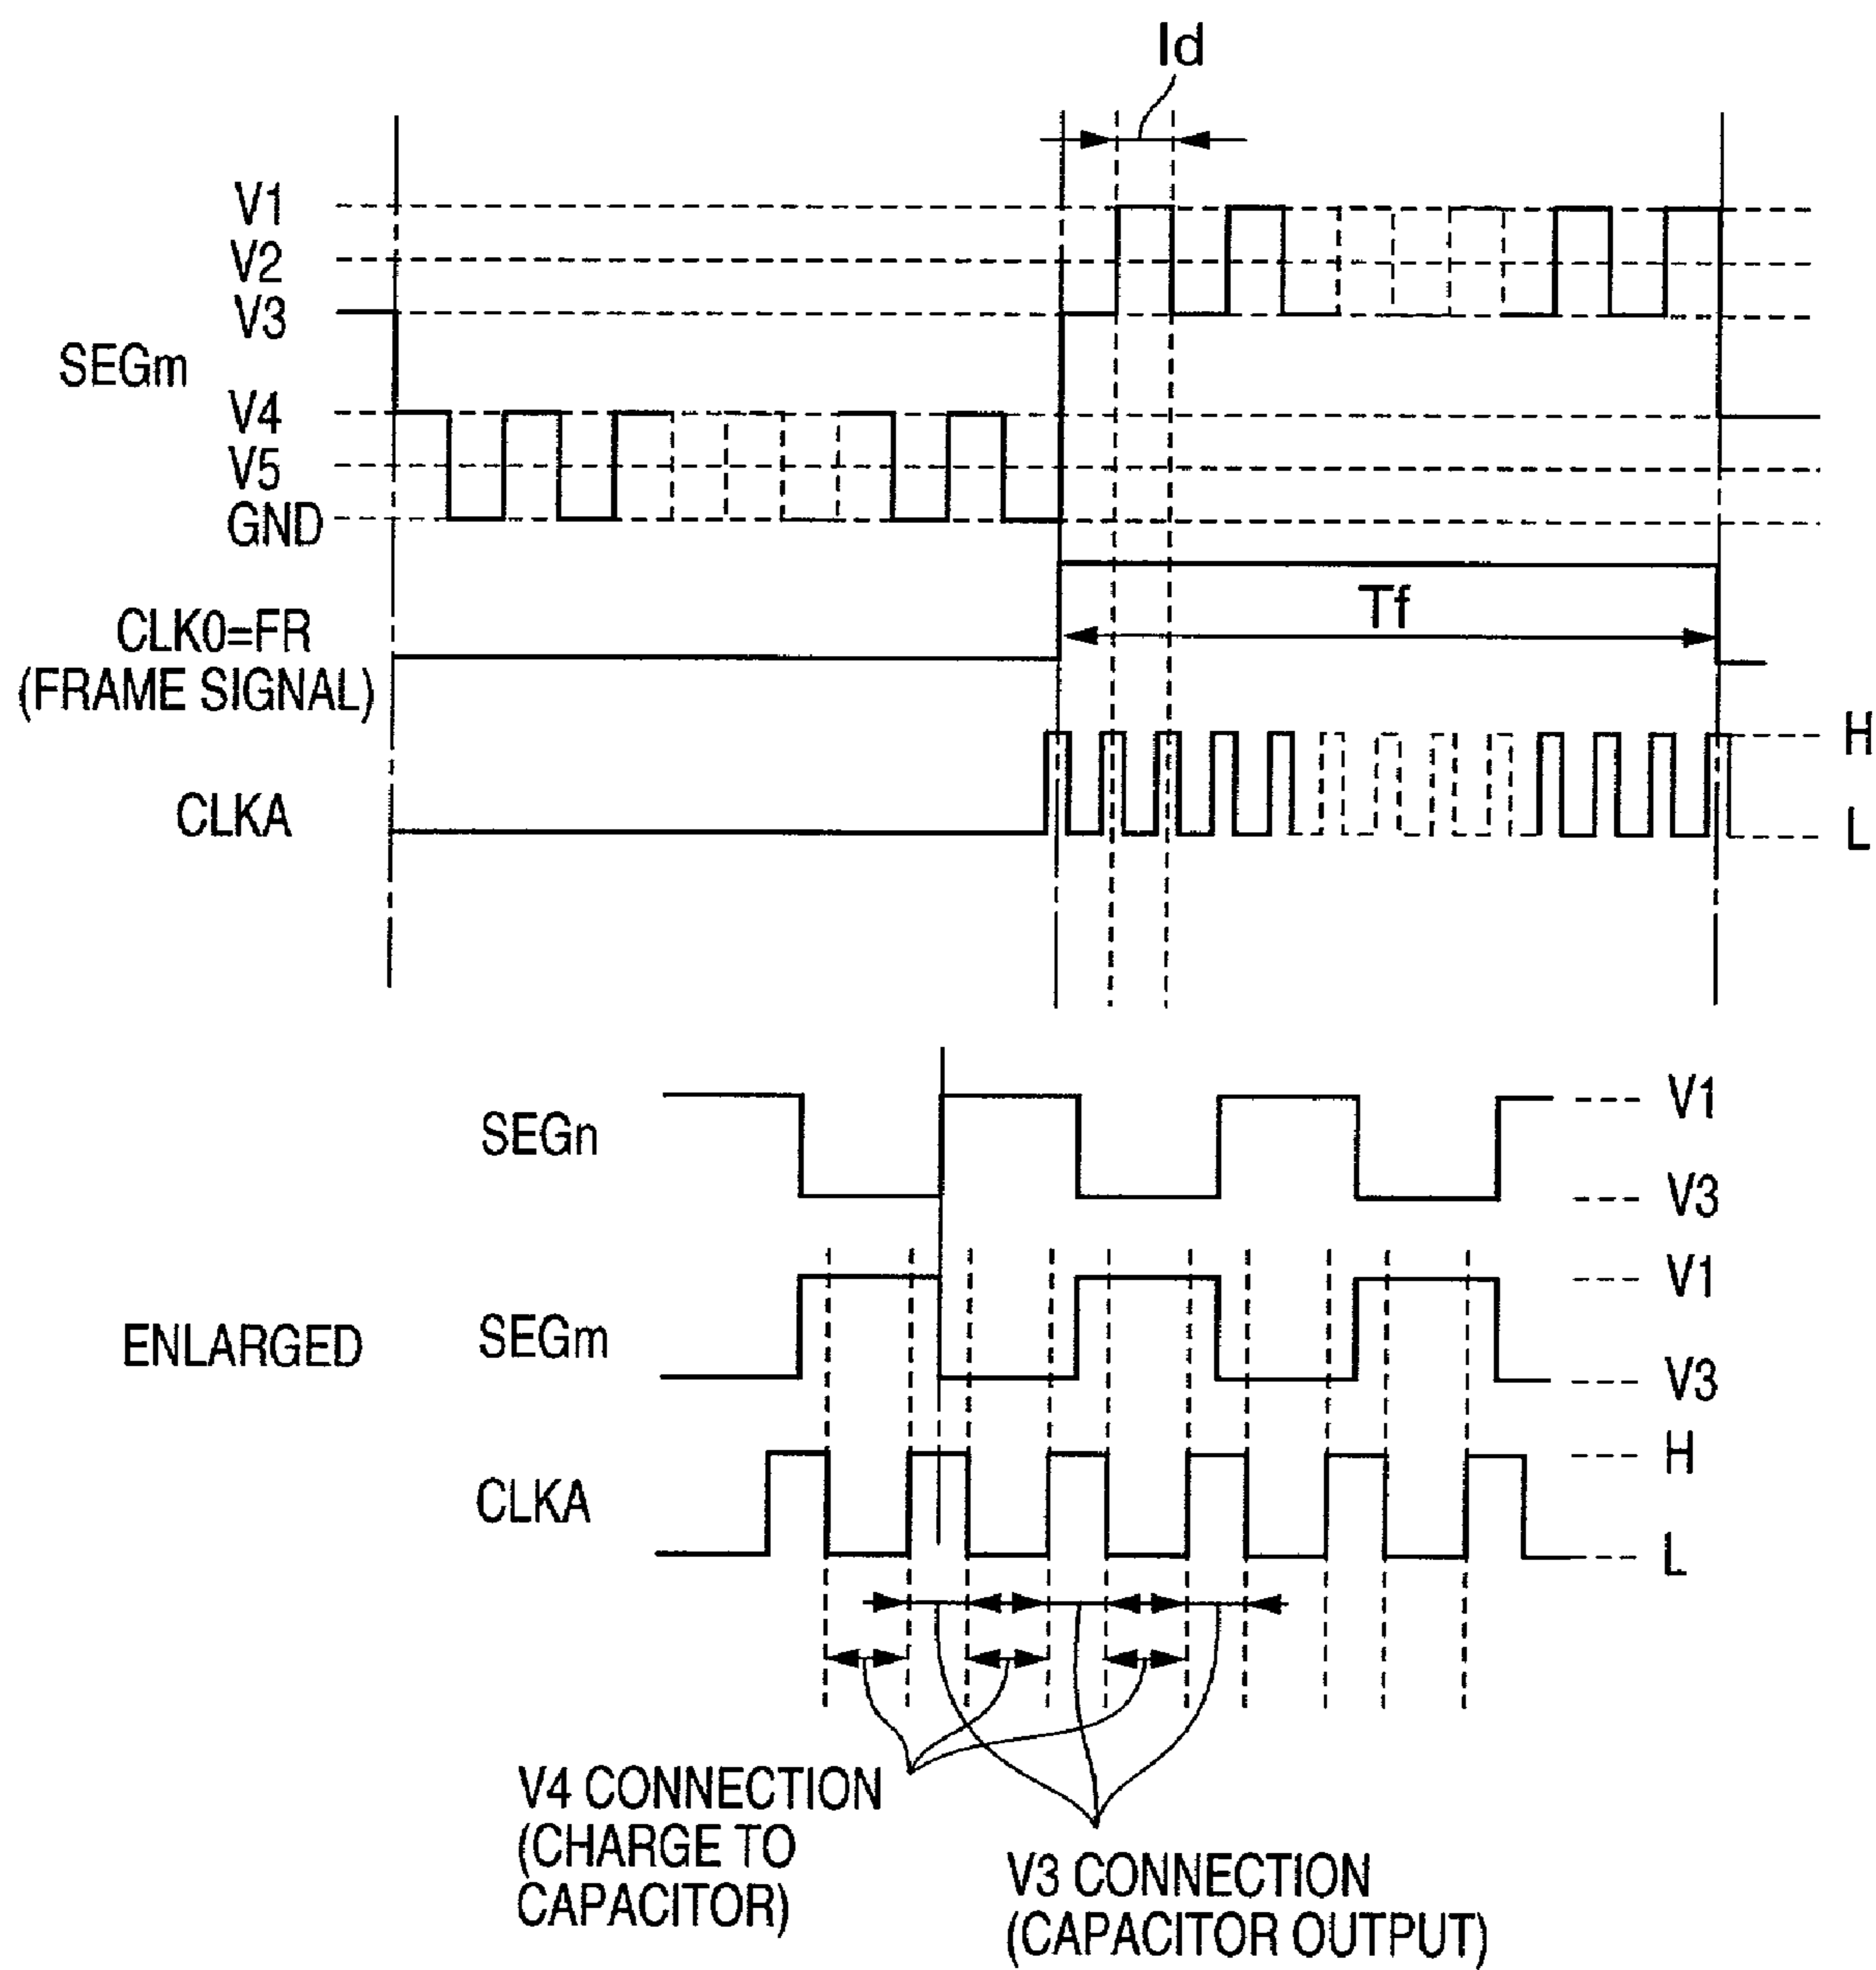 Id
V1
V2
V3
SEGm
V4
V5
GND
CLK0=FR
(FRAME SIGNAL)
Tf
H
CLKA
L
SEGn
V1
V3
ENLARGED
SEGm
V1
V3
CLKA
H
L
V4 CONNECTION
(CHARGE TO
CAPACITOR)
V3 CONNECTION
(CAPACITOR OUTPUT)